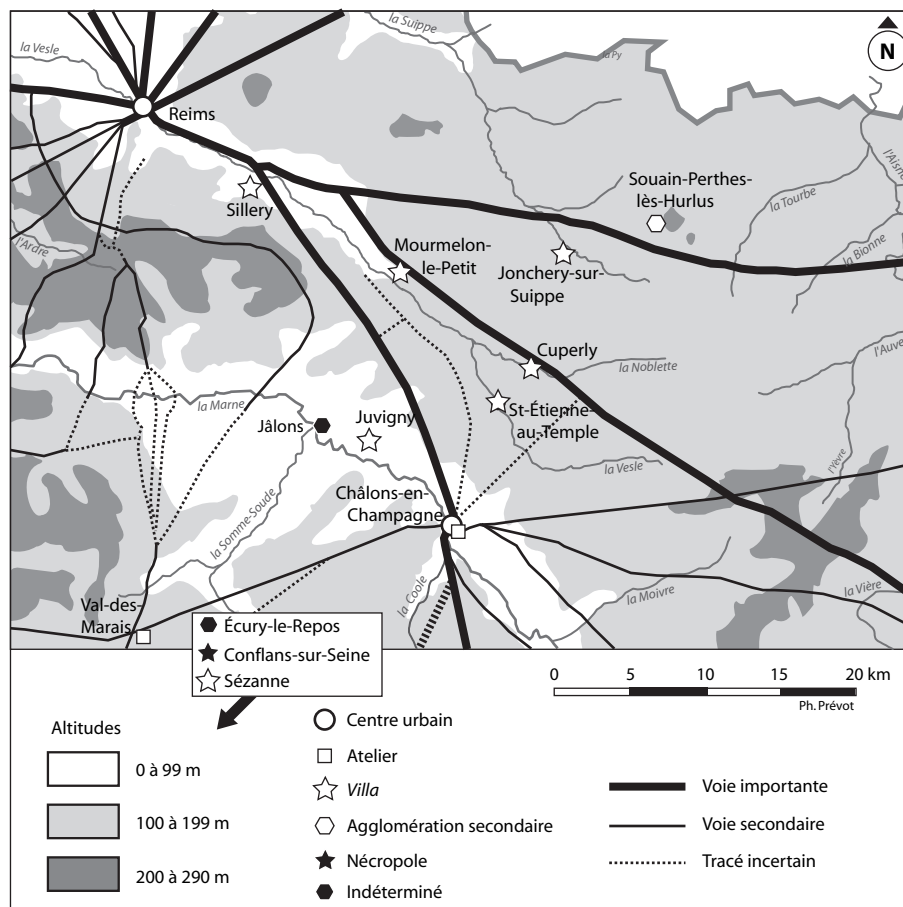 la Suippe
la Vesle
la Py
N
Reims
l'Aisne
Souain-Perthes-
lès-Hurlus
la Tourbe
Sillery
la Bionne
l'Ardre
Mourmelon-
le-Petit
Jonchery-sur-
Suippe
Cuperly
l'Auve
la Noblette
la Marne
St-Étienne-
au-Temple
Jâlons
Juvigny
la Vesle
l'Yèvre
Châlons-en-
Champagne
la Somme-Soude
la Coole
la Moivre
la Vière
Val-des-
Marais
Écury-le-Repos
Conflans-sur-Seine
Sézanne
0 5 10 15 20 km
Ph. Prévot
Altitudes
0 à 99 m
100 à 199 m
200 à 290 m
Centre urbain
Atelier
Villa
Agglomération secondaire
Nécropole
Indéterminé
Voie importante
Voie secondaire
Tracé incertain